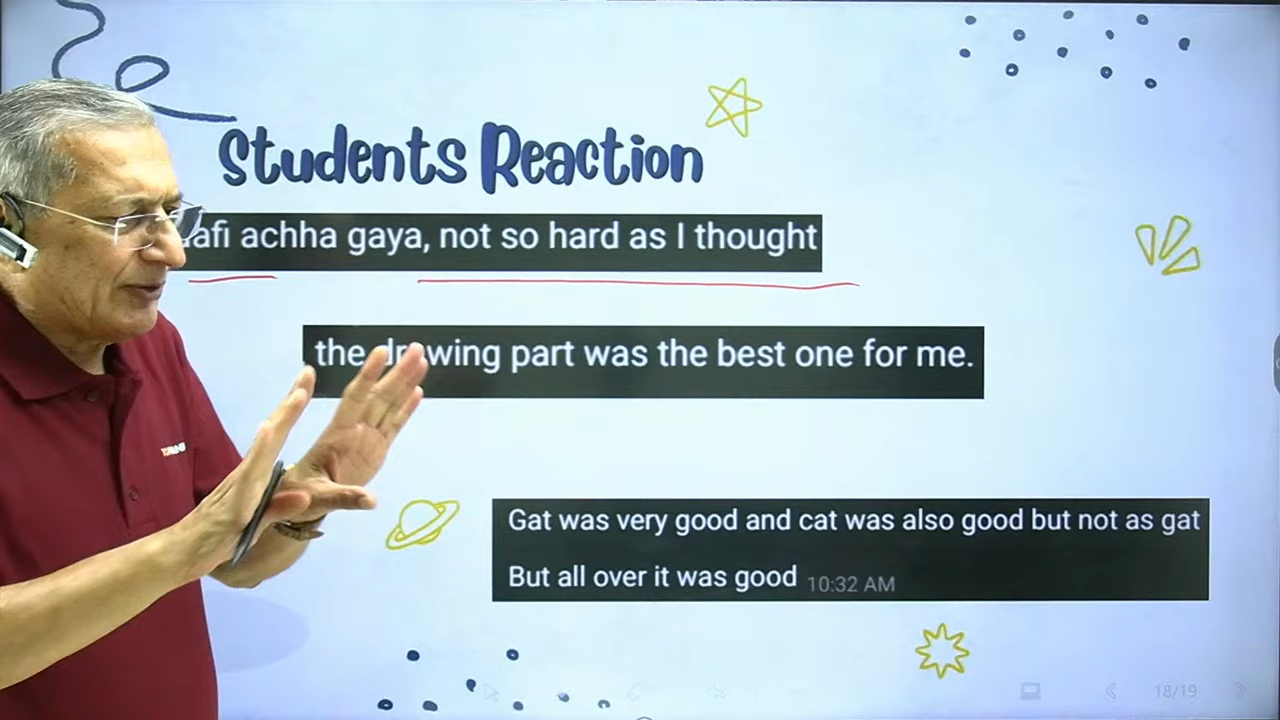 Students Reaction
achha gaya, not so hard as I thought
the drawing part was the best one for me.
Gat was very good and cat was also good but not as gat
But all over it was good 10:32 AM
18/19